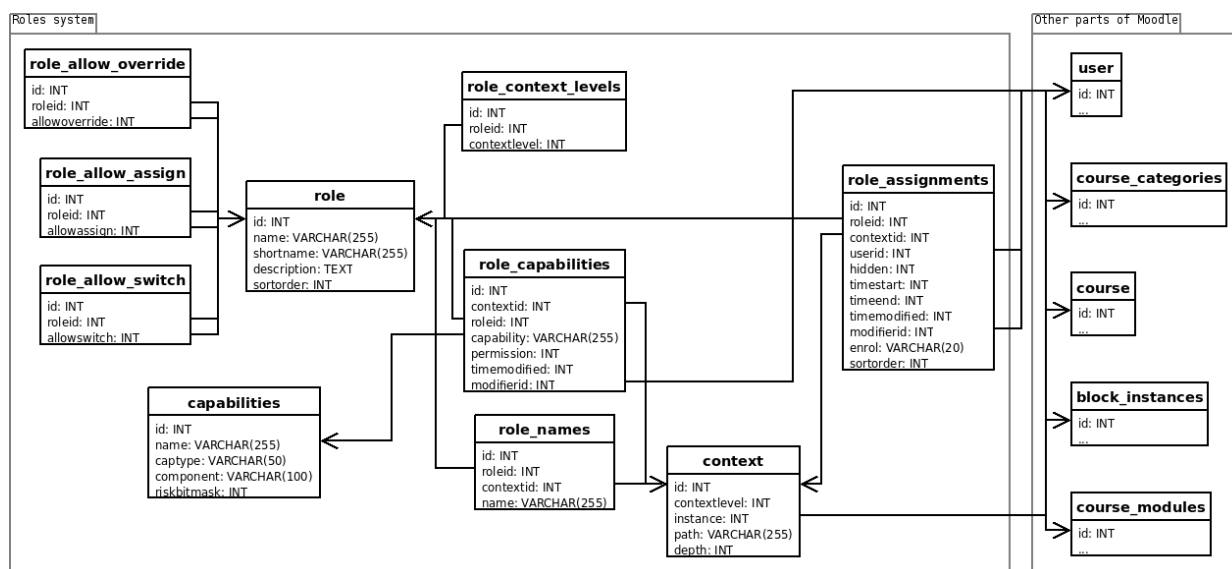 Roles system
Other parts of Moodle
role_allow_override
id: INT
roleid: INT
allowoverride: INT
role_allow_assign
id: INT
roleid: INT
allowassign: INT
role_allow_switch
id: INT
roleid: INT
allowswitch: INT
role
id: INT
name: VARCHAR(255)
shortname: VARCHAR(255)
description: TEXT
sortorder: INT
capabilities
id: INT
name: VARCHAR(255)
captype: VARCHAR(50)
component: VARCHAR(100)
riskbitmask: INT
role_context_levels
id: INT
roleid: INT
contextlevel: INT
role_capabilities
id: INT
contextid: INT
roleid: INT
capability: VARCHAR(255)
permission: INT
timemodified: INT
modifierid: INT
role_names
id: INT
roleid: INT
contextid: INT
name: VARCHAR(255)
context
id: INT
contextlevel: INT
instance: INT
path: VARCHAR(255)
depth: INT
role_assignments
id: INT
roleid: INT
contextid: INT
userid: INT
hidden: INT
timestart: INT
timeend: INT
timemodified: INT
modifierid: INT
enrol: VARCHAR(20)
sortorder: INT
user
id: INT
...
course_categories
id: INT
...
course
id: INT
...
block_instances
id: INT
...
course_modules
id: INT
...